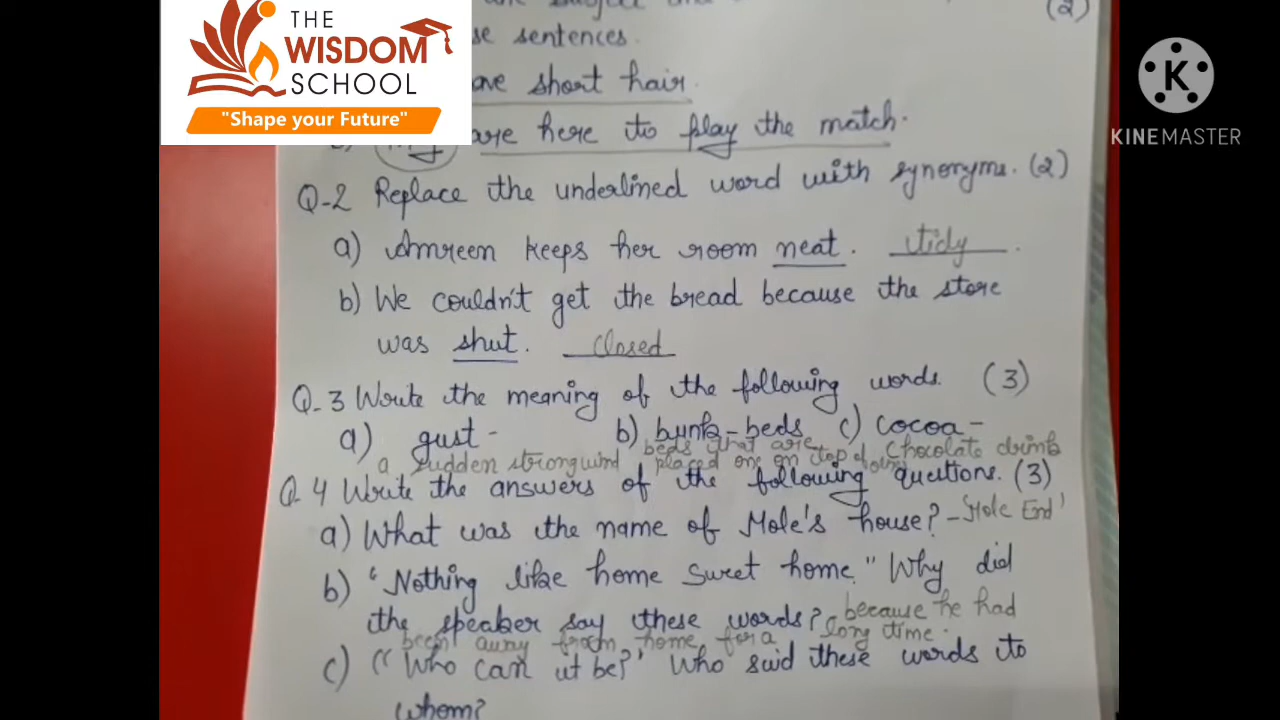 THE
WISDOM
SCHOOL
"Shape your Future"
K
KINEMASTER
(2)
sentences.
short hair.
are here to play the match.
Q-2 Replace the underlined word with synonyms. (2)
a) Amreen keeps her room neat. tidy.
b) We couldn't get the bread because the store
was shut. closed
Q-3 Write the meaning of the following words. (3)
a) gust - b) bunk-beds c) cocoa -
beds that are chocolate drink
a sudden strong wind placed one on top of
Q.4 Write the answers of the following questions. (3)
a) What was the name of Mole's house? - 'Mole End'
b) "Nothing like home sweet home." Why did
the speaker say these words? because he had
been away from home for a long time.
c) "Who can it be?" Who said these words to
whom?